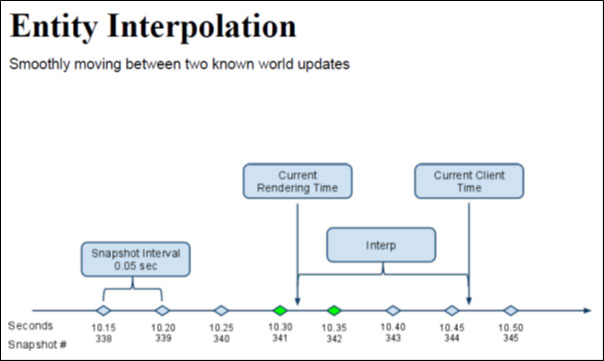 Entity Interpolation
Smoothly moving between two known world updates
Current
Rendering Time
Current Client
Time
Interp
Snapshot Interval
0.05 sec
Seconds 10.15 10.20 10.25 10.30 10.35 10.40 10.45 10.50
Snapshot # 338 339 340 341 342 343 344 345